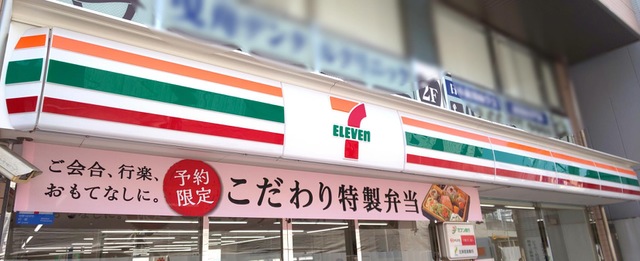 2F
7
ELEVEn
ご会合、行楽、
おもてなしに。
予約
限定
こだわり特製弁当